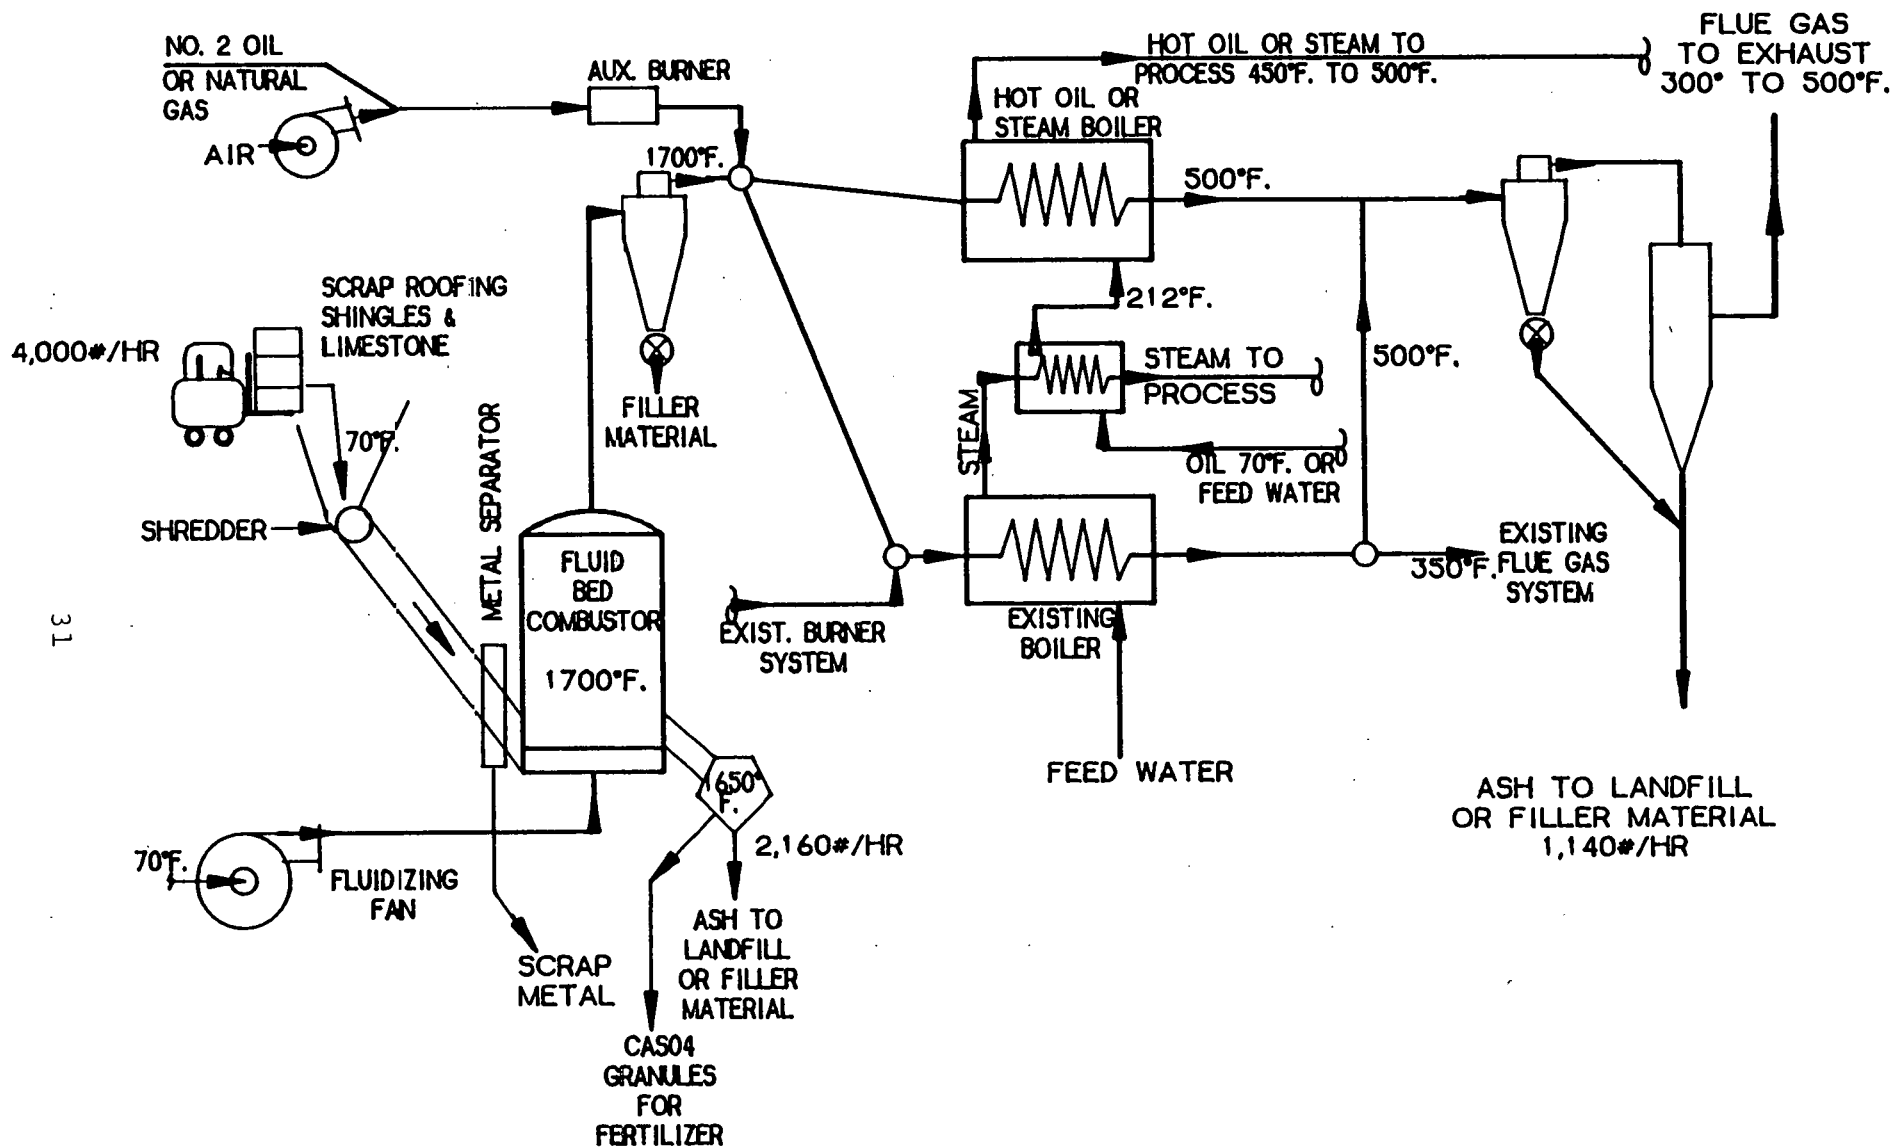 NO. 2 OIL
OR NATURAL
GAS
AIR
AUX. BURNER
1700°F.
HOT OIL OR STEAM TO
PROCESS 450°F. TO 500°F.
HOT OIL OR
STEAM BOILER
FLUE GAS
TO EXHAUST
300° TO 500°F.
500°F.
212°F.
SCRAP ROOFING
SHINGLES &
LIMESTONE
4,000#/HR
70°F.
FILLER
MATERIAL
METAL SEPARATOR
SHREDDER
STEAM
STEAM TO
PROCESS
500°F.
OIL 70°F. OR
FEED WATER
FLUID
BED
COMBUSTOR
1700°F.
EXIST. BURNER
SYSTEM
EXISTING
BOILER
350°F.
EXISTING
FLUE GAS
SYSTEM
31
FEED WATER
650°
F.
2,160#/HR
ASH TO LANDFILL
OR FILLER MATERIAL
1,140#/HR
70°F.
FLUIDIZING
FAN
SCRAP
METAL
ASH TO
LANDFILL
OR FILLER
MATERIAL
CASO4
GRANULES
FOR
FERTILIZER